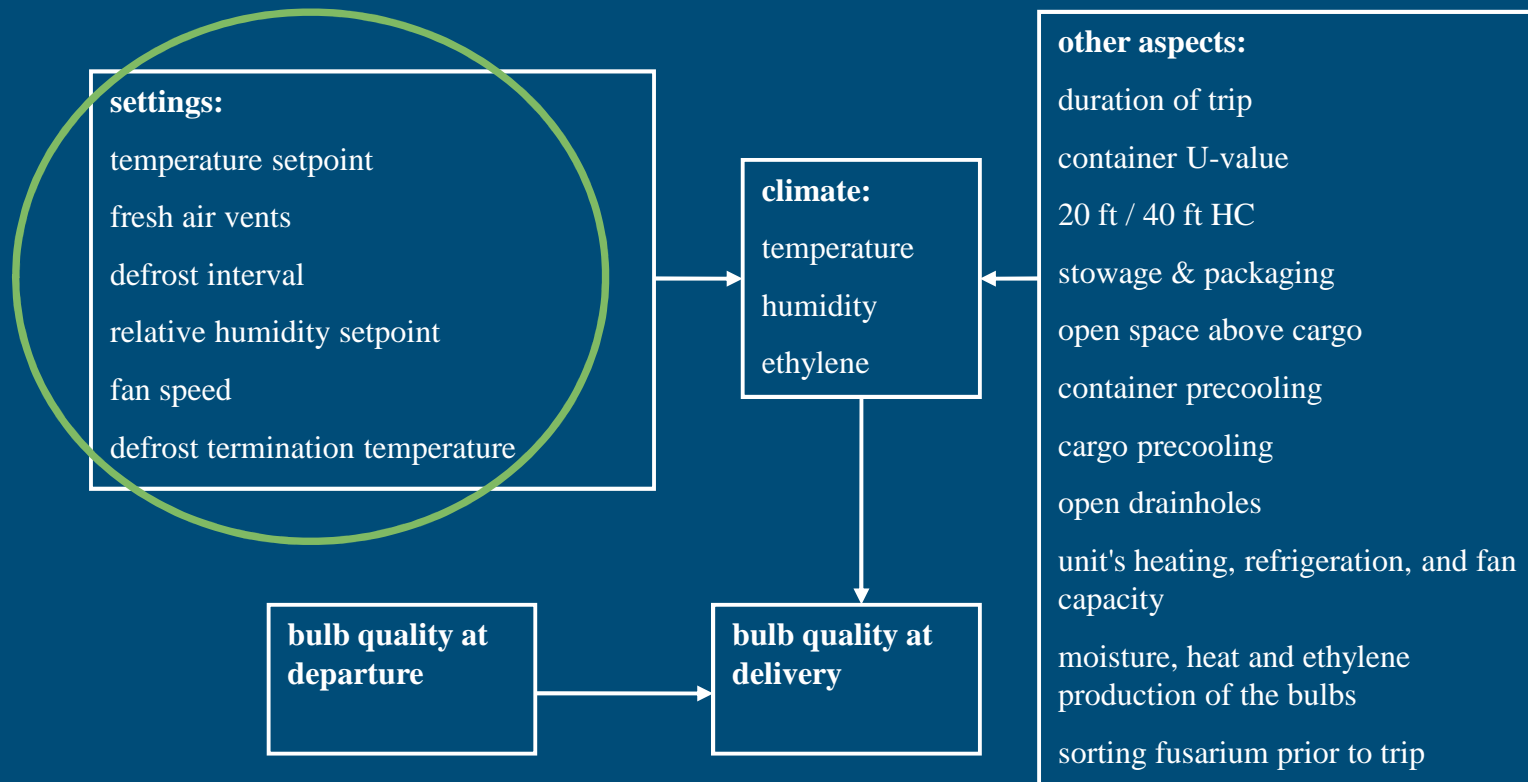 settings:
temperature setpoint
fresh air vents
defrost interval
relative humidity setpoint
fan speed
defrost termination temperature
climate:
temperature
humidity
ethylene
other aspects:
duration of trip
container U-value
20 ft / 40 ft HC
stowage & packaging
open space above cargo
container precooling
cargo precooling
open drainholes
unit's heating, refrigeration, and fan
capacity
moisture, heat and ethylene
production of the bulbs
sorting fusarium prior to trip
bulb quality at
departure
bulb quality at
delivery